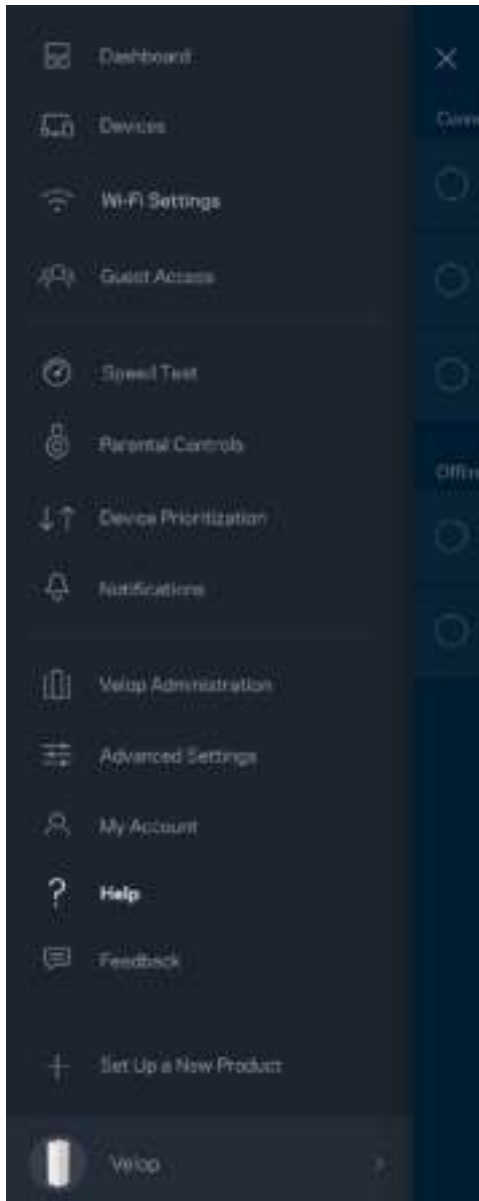 Dashboard
Devices
Wi-Fi Settings
Guest Access
Speed Test
Parental Controls
Device Prioritization
Notifications
Velop Administration
Advanced Settings
My Account
? Help
Feedback
Set Up a New Product
Velop